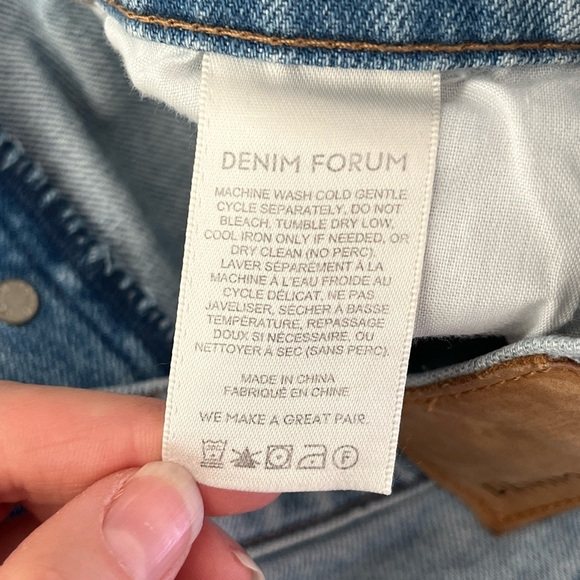 DENIM FORUM
MACHINE WASH COLD GENTLE
CYCLE SEPARATELY, DO NOT
BLEACH, TUMBLE DRY LOW,
COOL IRON ONLY IF NEEDED, OR
DRY CLEAN (NO PERC).
LAVER SÉPARÉMENT À LA
MACHINE À L'EAU FROIDE AU
CYCLE DÉLICAT. NE PAS
JAVELISER, SÉCHER À BASSE
TEMPÉRATURE, REPASSAGE
DOUX SI NÉCESSAIRE, OU
NETTOYER À SEC (SANS PERC).
MADE IN CHINA
FABRIQUÉ EN CHINE
WE MAKE A GREAT PAIR.
F